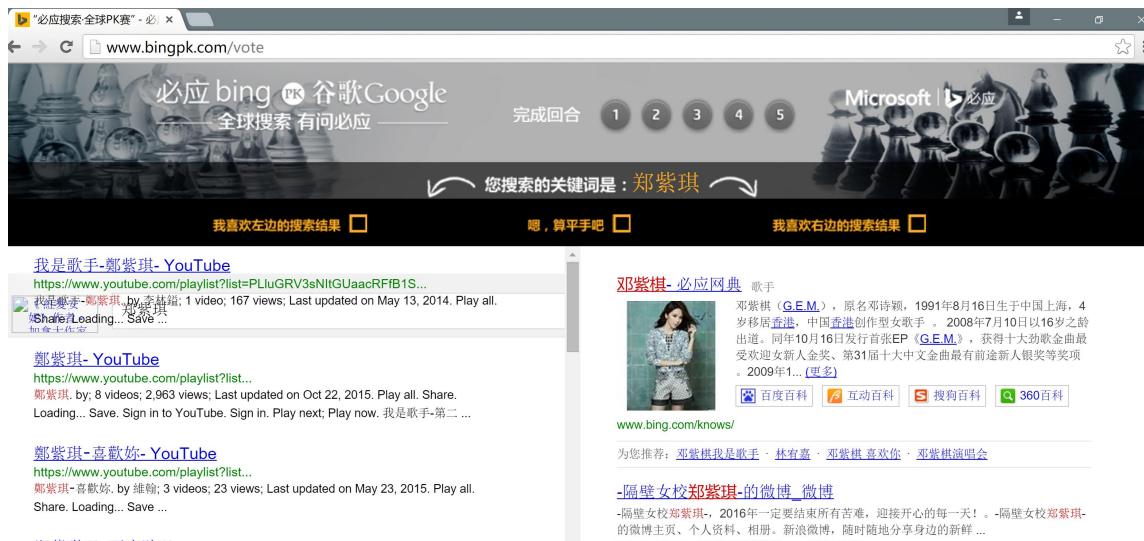 "必应搜索·全球PK赛" - 必
www.bingpk.com/vote
必应 bing PK 谷歌Google
全球搜索 有问必应
完成回合 1 2 3 4 5
Microsoft | 必应
您搜索的关键词是：郑紫琪
我喜欢左边的搜索结果
嗯，算平手吧
我喜欢右边的搜索结果
我是歌手-鄭紫琪- YouTube
https://www.youtube.com/playlist?list=PLluGRV3sNltGUaacRFfB1S...
我是歌手-鄭紫琪. by 李林鎰; 1 video; 167 views; Last updated on May 13, 2014. Play all.
郑紫琪
Share. Loading... Save ...
加拿大作家
鄭紫琪- YouTube
https://www.youtube.com/playlist?list...
鄭紫琪. by; 8 videos; 2,963 views; Last updated on Oct 22, 2015. Play all. Share.
Loading... Save. Sign in to YouTube. Sign in. Play next; Play now. 我是歌手-第二 ...
鄭紫琪-喜歡妳- YouTube
https://www.youtube.com/playlist?list...
鄭紫琪-喜歡妳. by 維翰; 3 videos; 23 views; Last updated on May 23, 2015. Play all.
Share. Loading... Save ...
邓紫棋- 必应网典 歌手
邓紫棋（G.E.M.），原名邓诗颖，1991年8月16日生于中国上海，4
岁移居香港，中国香港创作型女歌手 。 2008年7月10日以16岁之龄
出道。同年10月16日发行首张EP《G.E.M.》，获得十大劲歌金曲最
受欢迎女新人金奖、第31届十大中文金曲最有前途新人银奖等奖项
。2009年1... (更多)
百度百科 互动百科 搜狗百科 360百科
www.bing.com/knows/
为您推荐： 邓紫棋我是歌手 · 林宥嘉 · 邓紫棋 喜欢你 · 邓紫棋演唱会
-隔壁女校郑紫琪-的微博_微博
-隔壁女校郑紫琪-，2016年一定要结束所有苦难，迎接开心的每一天！。-隔壁女校郑紫琪-
的微博主页、个人资料、相册。新浪微博，随时随地分享身边的新鲜 ...